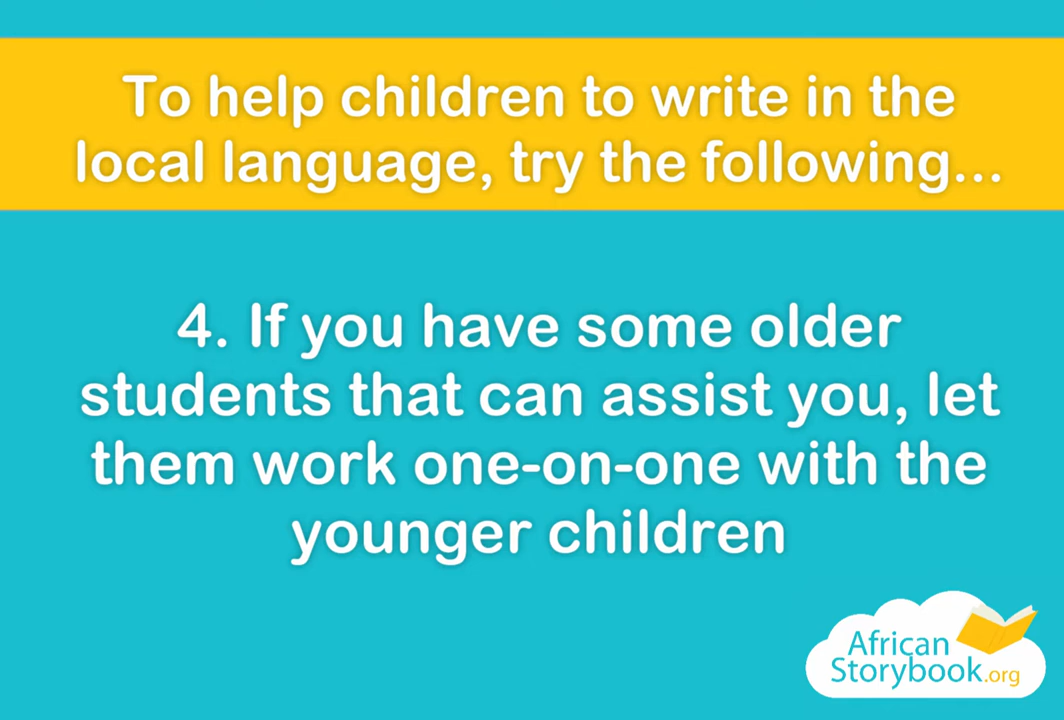 To help children to write in the
local language, try the following...
4. If you have some older
students that can assist you, let
them work one-on-one with the
younger children
African
Storybook.org